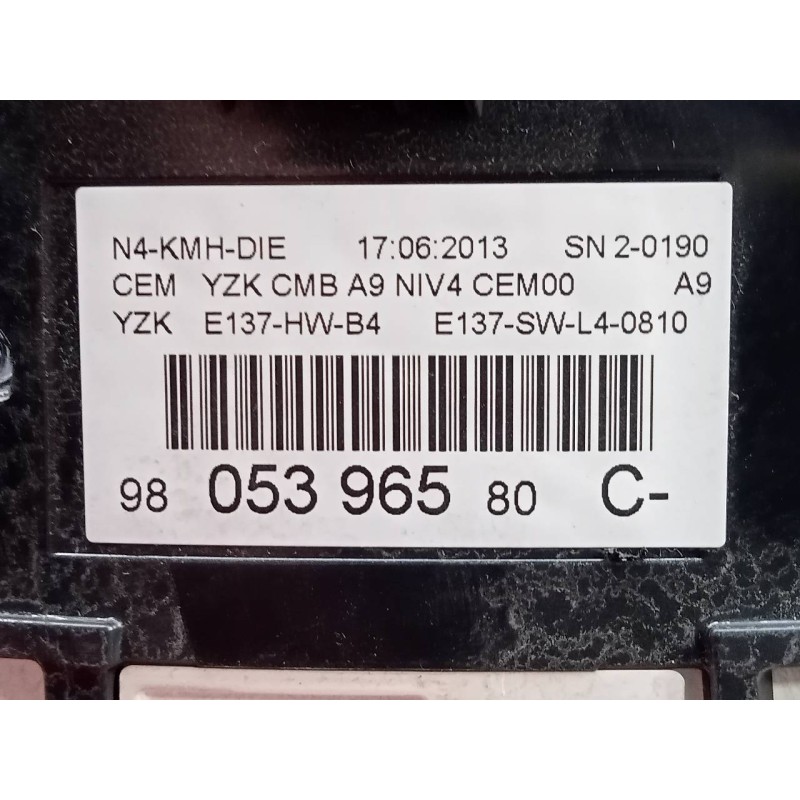 N4-KMH-DIE 17:06:2013 SN 2-0190
CEM YZK CMB A9 NIV4 CEM00 A9
YZK E137-HW-B4 E137-SW-L4-0810
98 053 965 80 C-